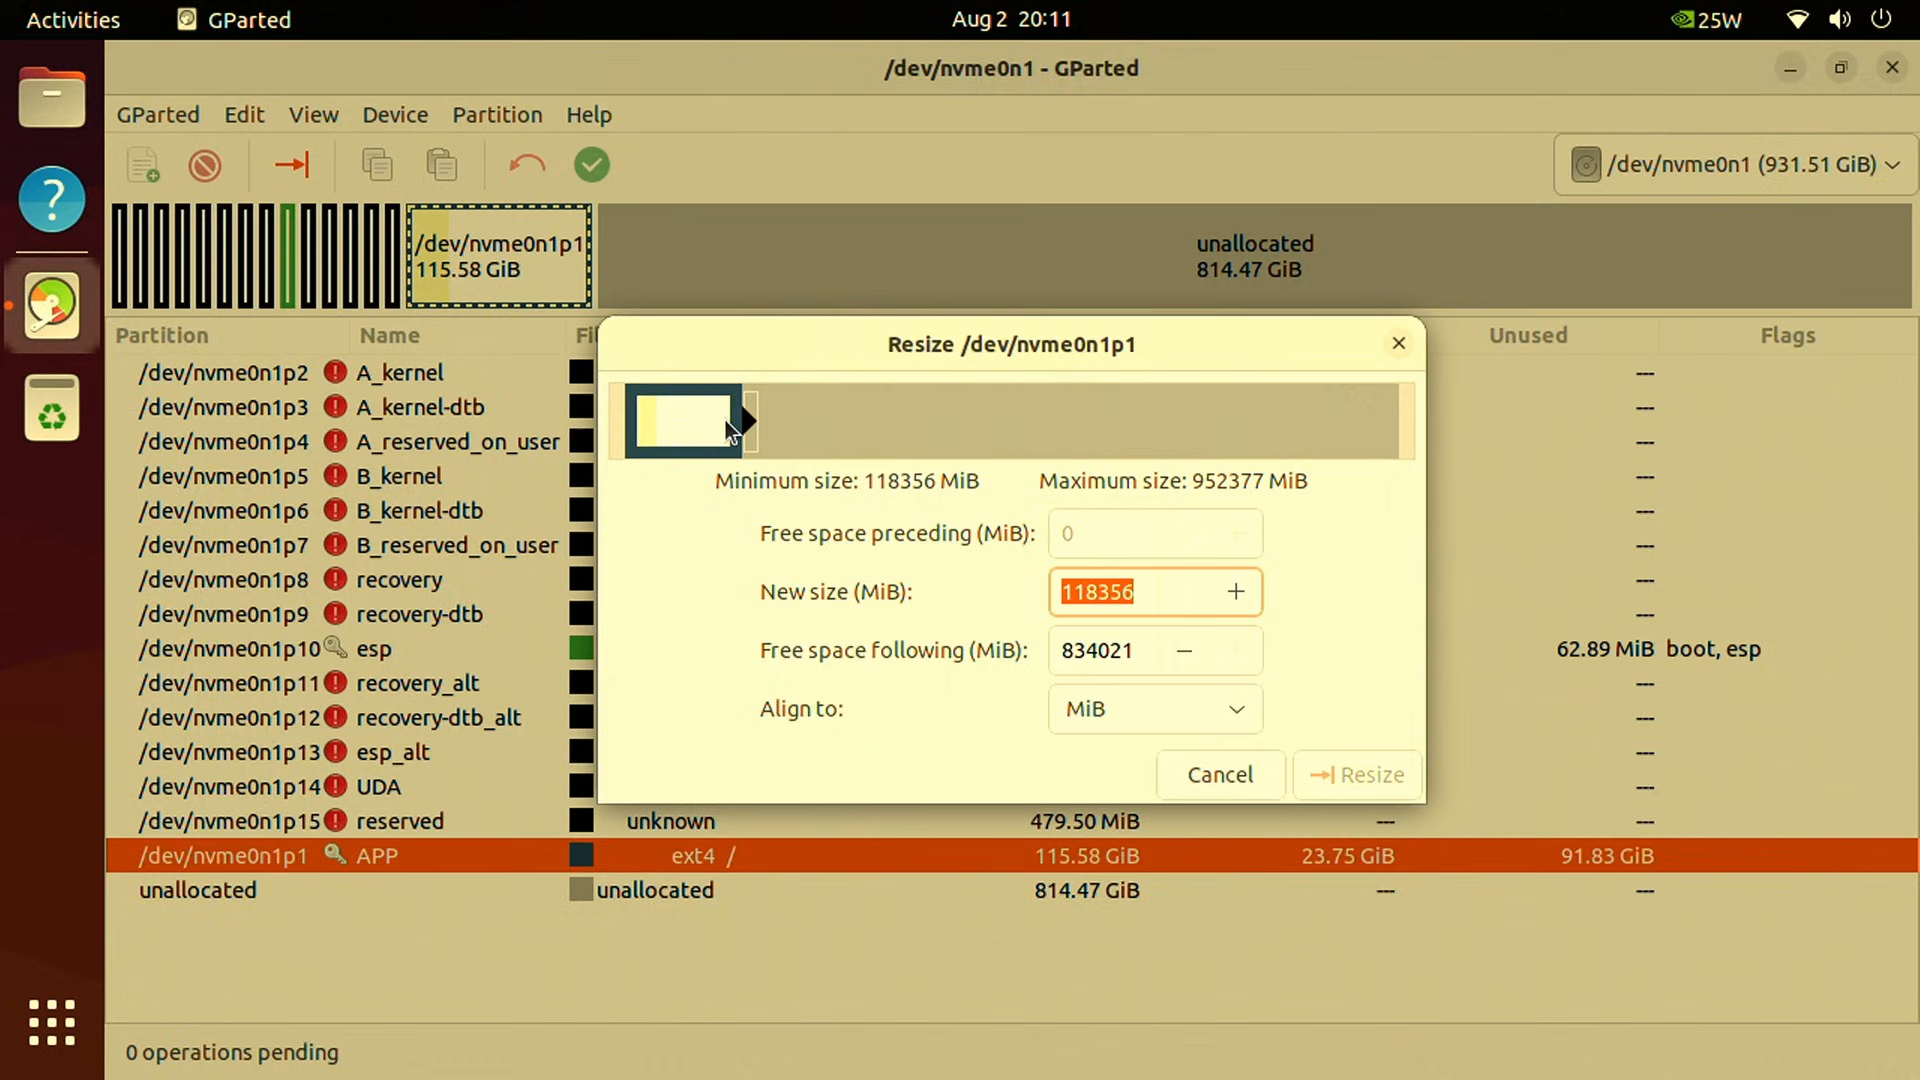 Activities GParted Aug 2 20:11 25W
/dev/nvme0n1 - GParted
GParted Edit View Device Partition Help
/dev/nvme0n1 (931.51 GiB)
/dev/nvme0n1p1
115.58 GiB
unallocated
814.47 GiB
Partition Name Fi Unused Flags
Resize /dev/nvme0n1p1
Minimum size: 118356 MiB Maximum size: 952377 MiB
Free space preceding (MiB): 0
New size (MiB): 118356
Free space following (MiB): 834021
Align to: MiB
Cancel Resize
/dev/nvme0n1p2 A_kernel ---
/dev/nvme0n1p3 A_kernel-dtb ---
/dev/nvme0n1p4 A_reserved_on_user ---
/dev/nvme0n1p5 B_kernel ---
/dev/nvme0n1p6 B_kernel-dtb ---
/dev/nvme0n1p7 B_reserved_on_user ---
/dev/nvme0n1p8 recovery ---
/dev/nvme0n1p9 recovery-dtb ---
/dev/nvme0n1p10 esp 62.89 MiB boot, esp
/dev/nvme0n1p11 recovery_alt ---
/dev/nvme0n1p12 recovery-dtb_alt ---
/dev/nvme0n1p13 esp_alt ---
/dev/nvme0n1p14 UDA ---
/dev/nvme0n1p15 reserved unknown 479.50 MiB --- ---
/dev/nvme0n1p1 APP ext4 / 115.58 GiB 23.75 GiB 91.83 GiB
unallocated unallocated 814.47 GiB --- ---
0 operations pending